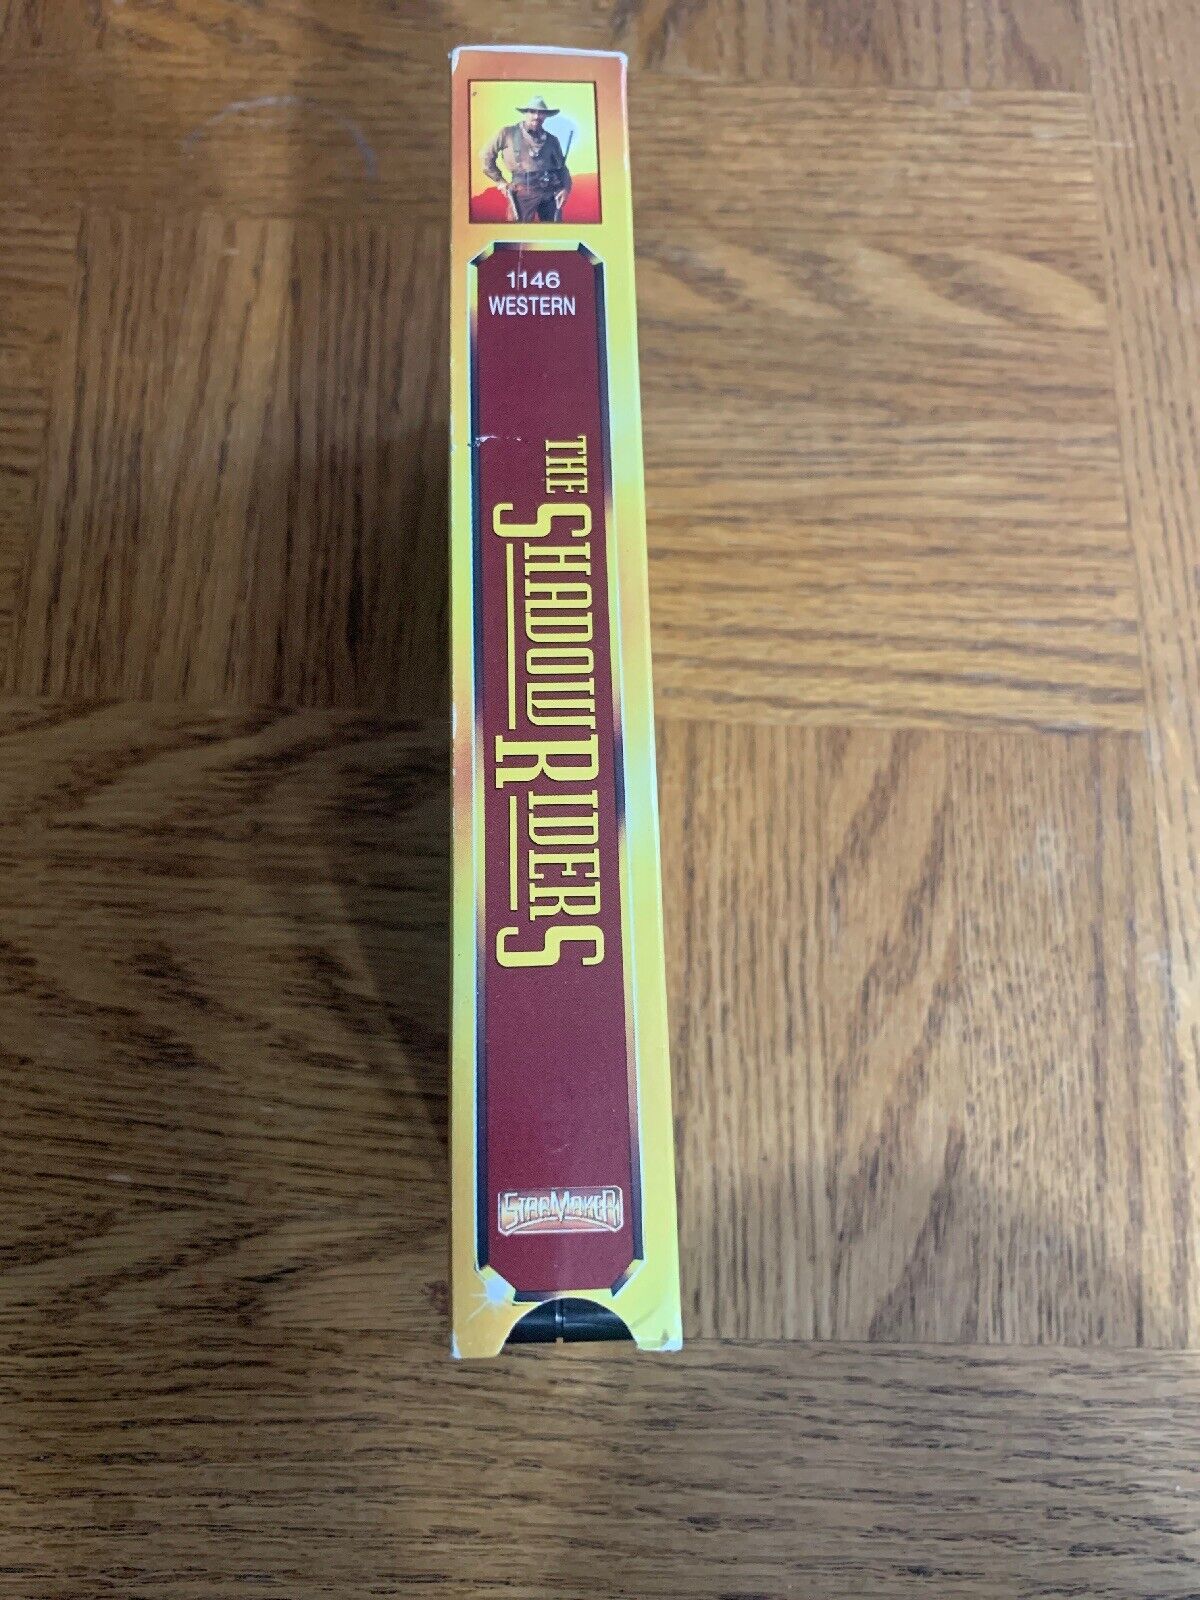 1146
WESTERN
THE
SHADOW RIDERS
STARMAKER